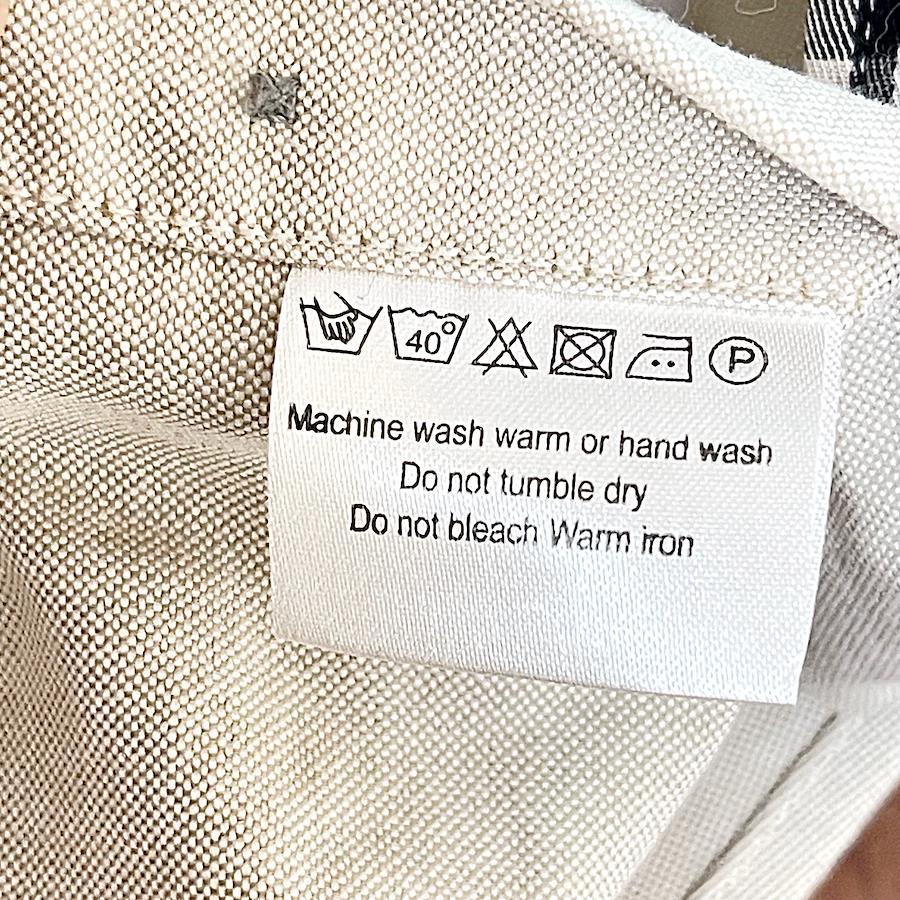 40°
P
Machine wash warm or hand wash
Do not tumble dry
Do not bleach Warm iron